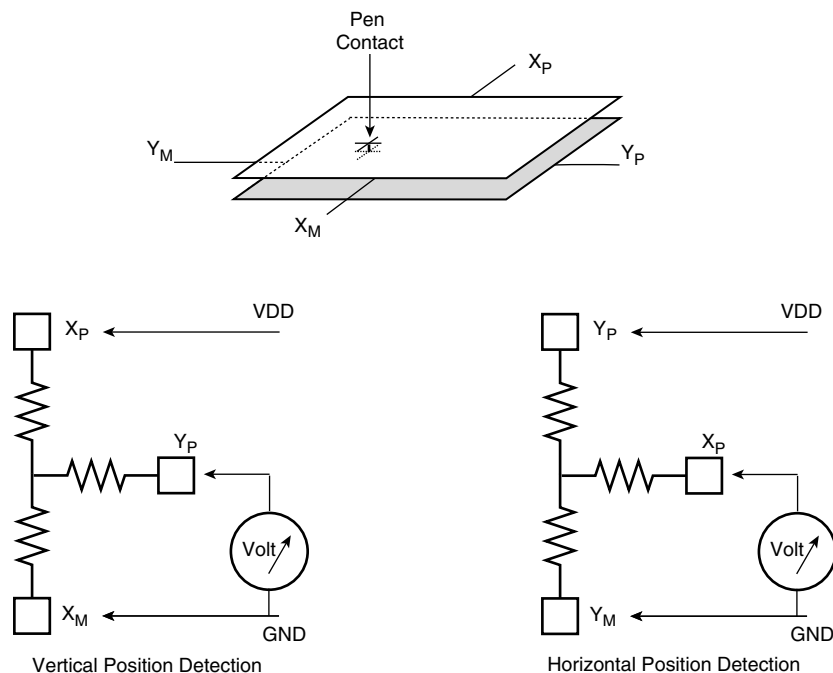 Pen
Contact
X_P
Y_M
Y_P
X_M
VDD
X_P
Y_P
Volt
X_M
GND
Vertical Position Detection
VDD
Y_P
X_P
Volt
Y_M
GND
Horizontal Position Detection